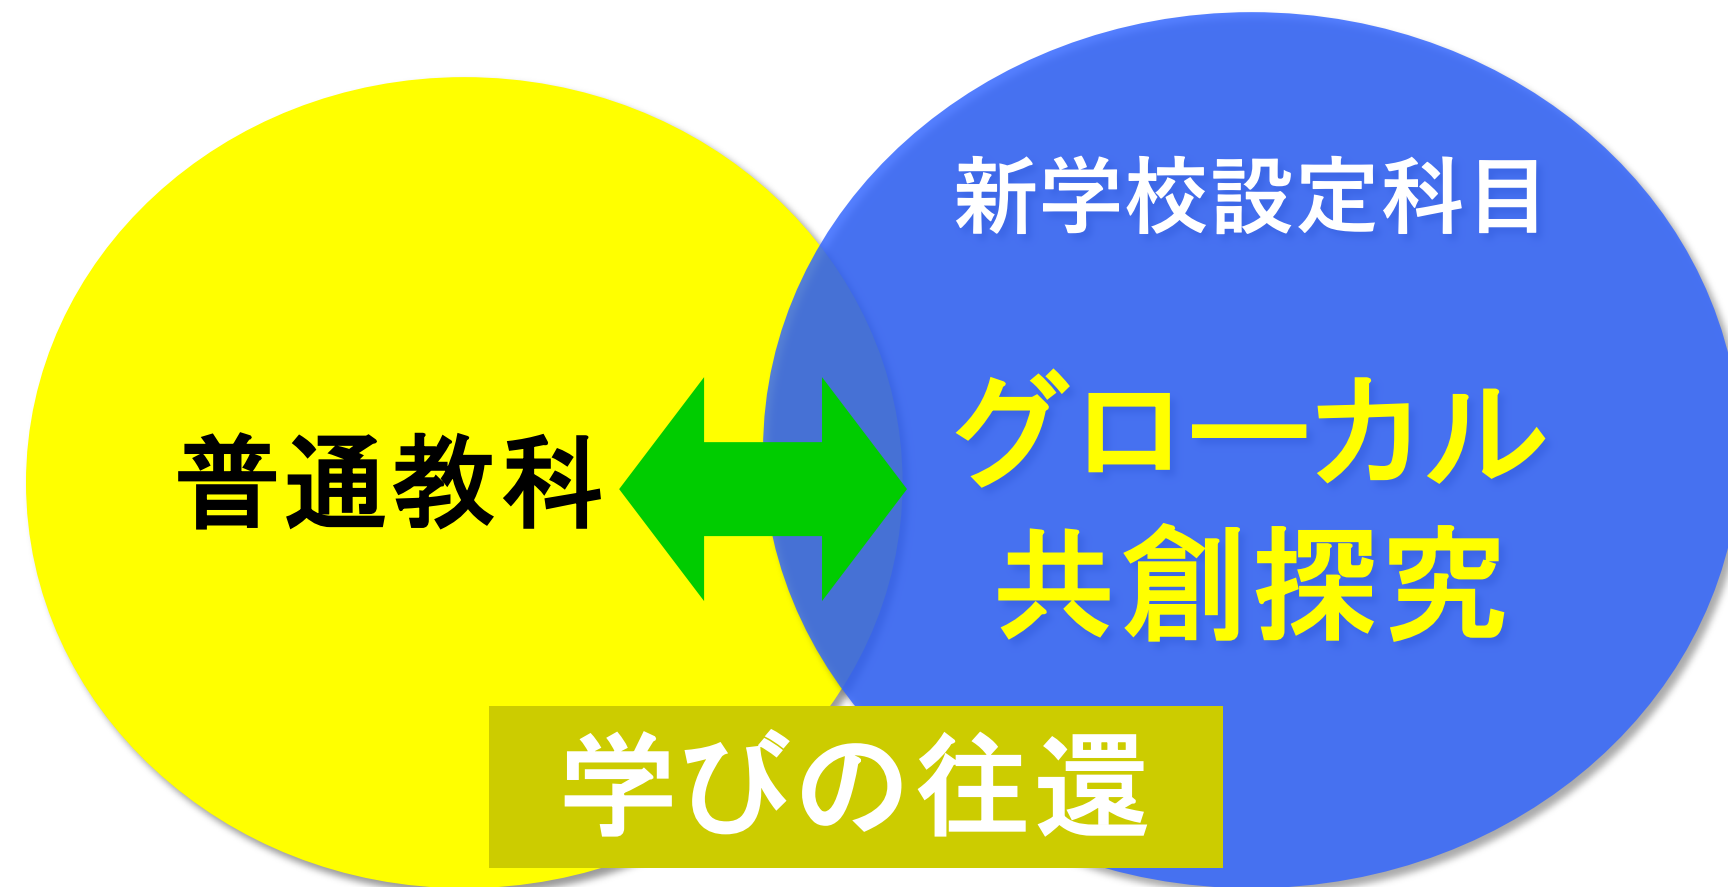 新学校設定科目
普通教科
グローカル
共創探究
学びの往還